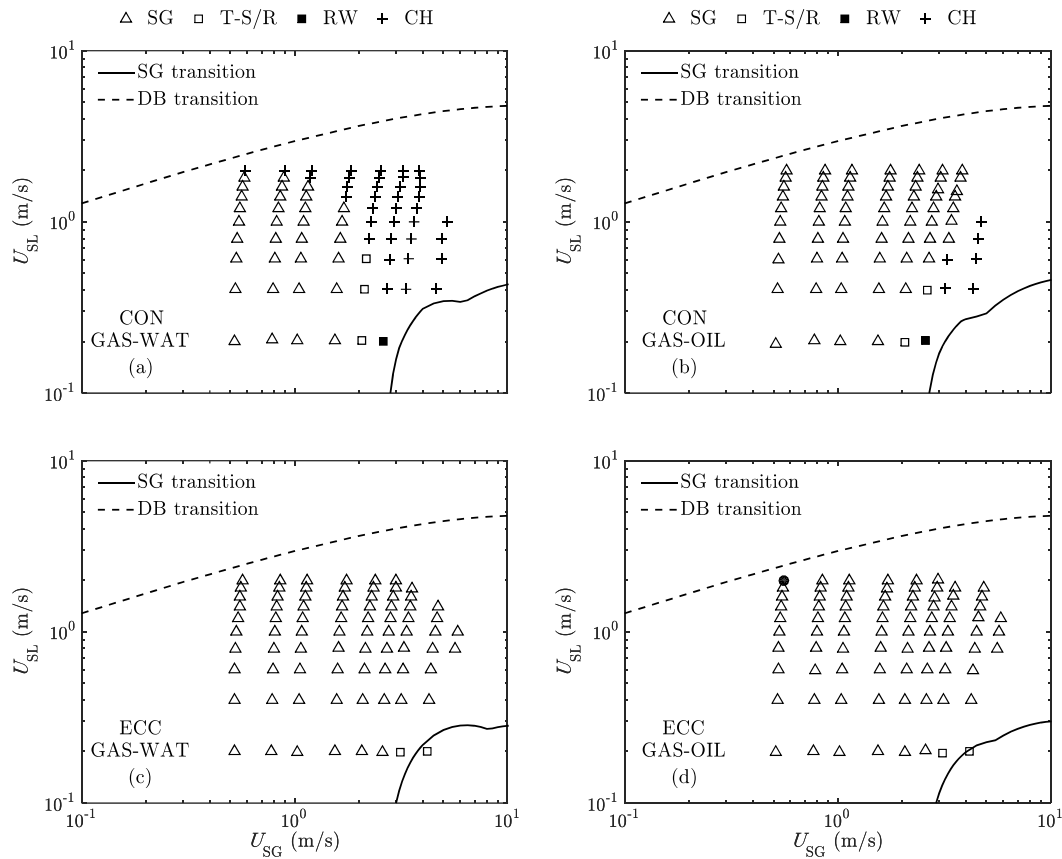 SG T-S/R RW CH
SG T-S/R RW CH
10^1
SG transition
DB transition
10^0
U_SL (m/s)
CON
GAS-WAT
(a)
10^-1
10^1
SG transition
DB transition
10^0
U_SL (m/s)
CON
GAS-OIL
(b)
10^-1
10^1
SG transition
DB transition
10^0
U_SL (m/s)
ECC
GAS-WAT
(c)
10^-1
10^-1 10^0 10^1
U_SG (m/s)
10^1
SG transition
DB transition
10^0
U_SL (m/s)
ECC
GAS-OIL
(d)
10^-1
10^-1 10^0 10^1
U_SG (m/s)